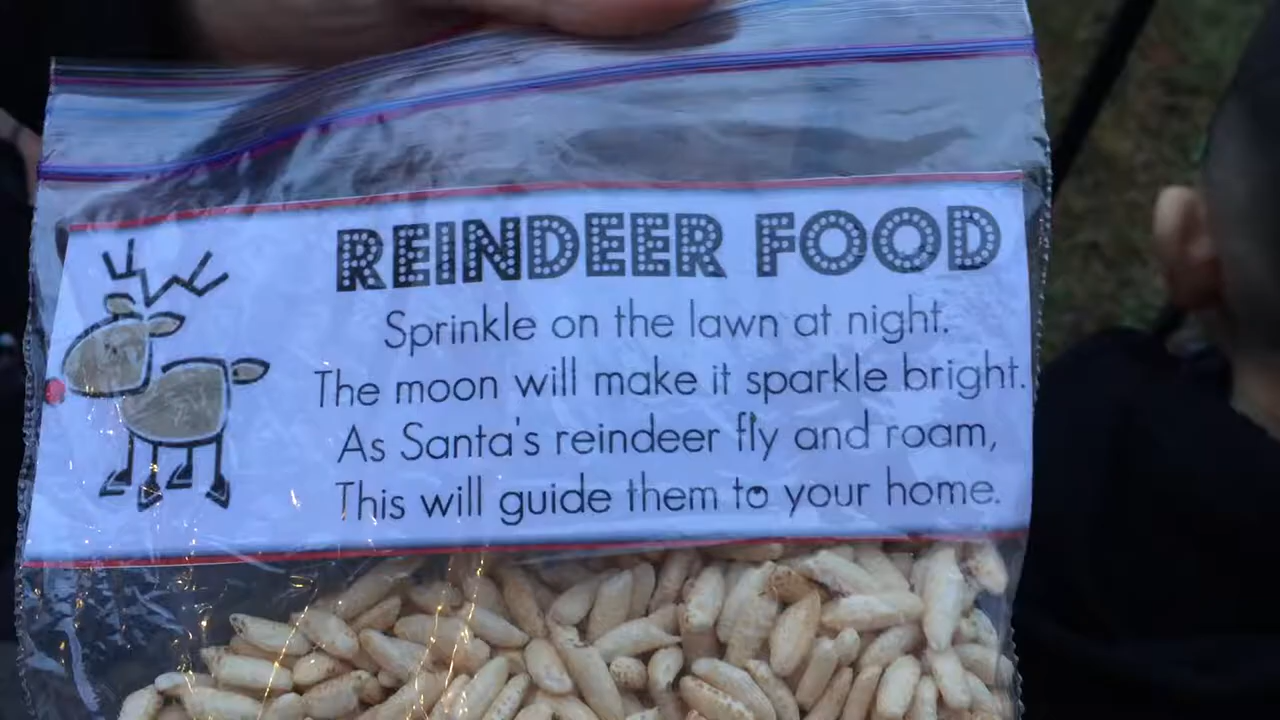 REINDEER FOOD
Sprinkle on the lawn at night.
The moon will make it sparkle bright.
As Santa's reindeer fly and roam,
This will guide them to your home.